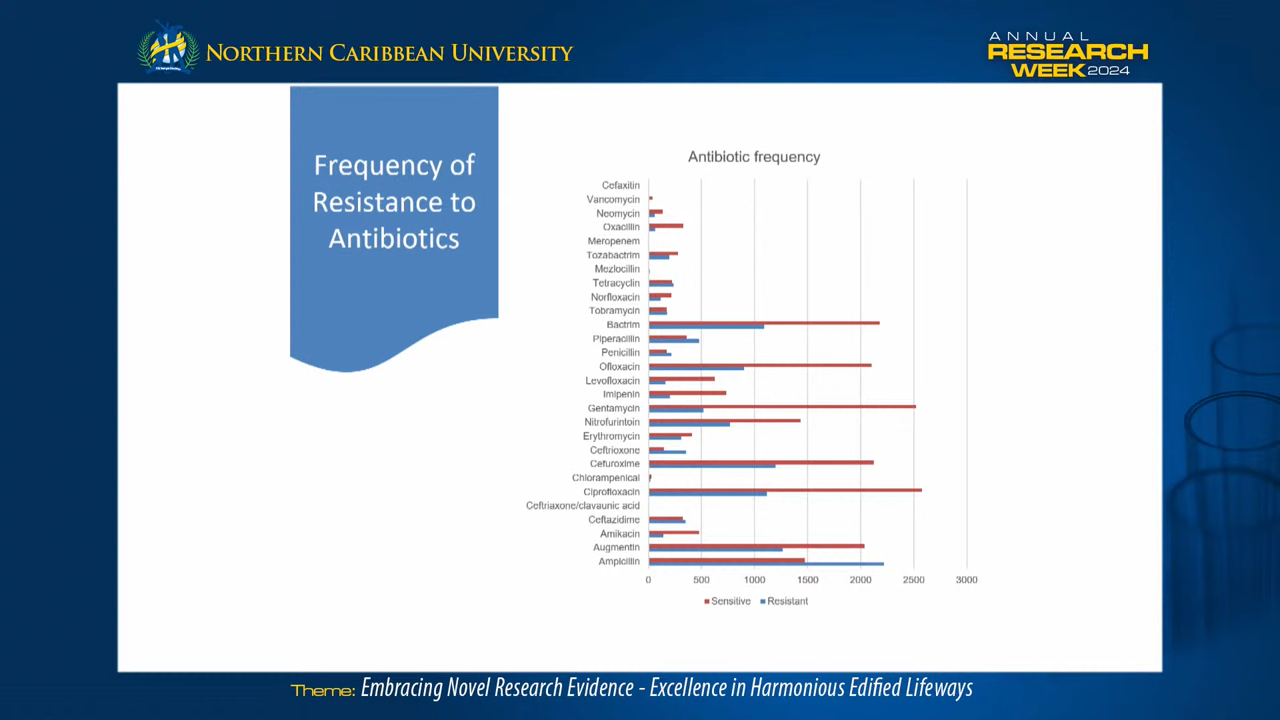 NORTHERN CARIBBEAN UNIVERSITY
ANNUAL
RESEARCH
WEEK 2024
Frequency of
Resistance to
Antibiotics
Antibiotic frequency
Cefaxitin
Vancomycin
Neomycin
Oxacillin
Meropenem
Tozabactrim
Mezlocillin
Tetracyclin
Norfloxacin
Tobramycin
Bactrim
Piperacillin
Penicillin
Ofloxacin
Levofloxacin
Imipenin
Gentamycin
Nitrofurintoin
Erythromycin
Ceftrioxone
Cefuroxime
Chlorampenical
Ciprofloxacin
Ceftriaxone/clavaunic acid
Ceftazidime
Amikacin
Augmentin
Ampicillin
0 500 1000 1500 2000 2500 3000
Sensitive Resistant
Theme: Embracing Novel Research Evidence - Excellence in Harmonious Edified Lifeways